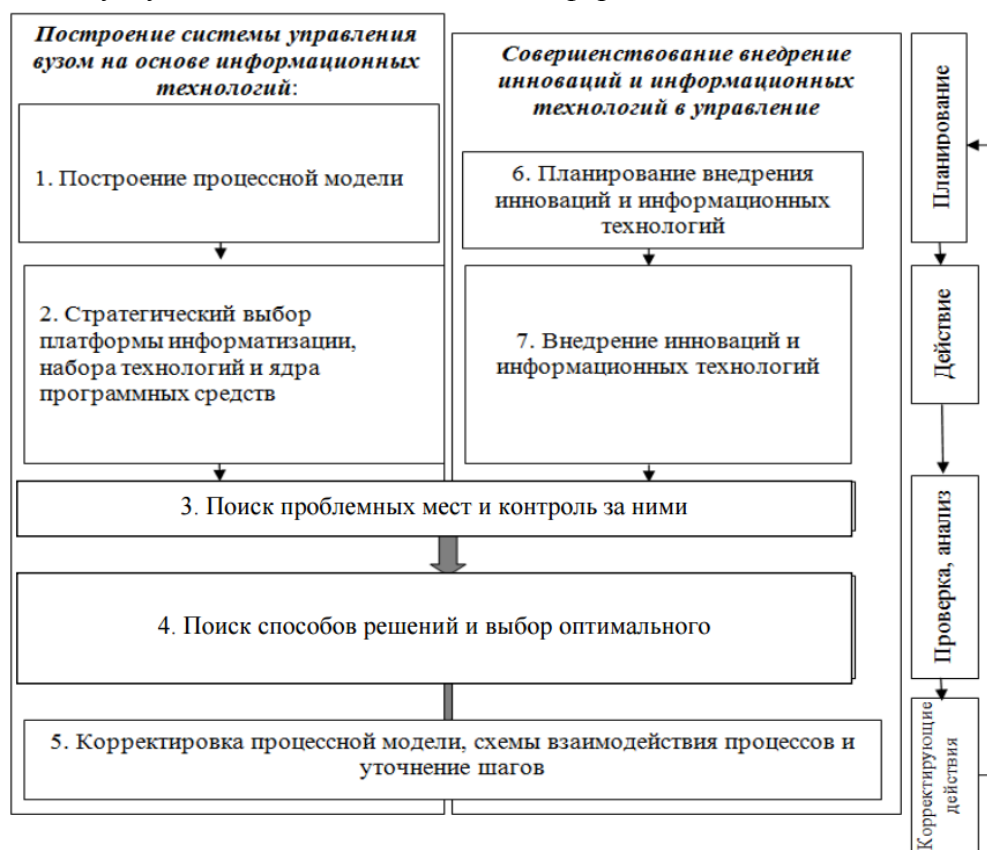 Построение системы управления
вузом на основе информационных
технологий:
1. Построение процессной модели
2. Стратегический выбор
платформы информатизации,
набора технологий и ядра
программных средств
Совершенствование внедрение
инноваций и информационных
технологий в управление
6. Планирование внедрения
инноваций и информационных
технологий
7. Внедрение инноваций и
информационных технологий
3. Поиск проблемных мест и контроль за ними
4. Поиск способов решений и выбор оптимального
5. Корректировка процессной модели, схемы взаимодействия процессов и
уточнение шагов
Планирование
Действие
Проверка, анализ
Корректирующие
действия